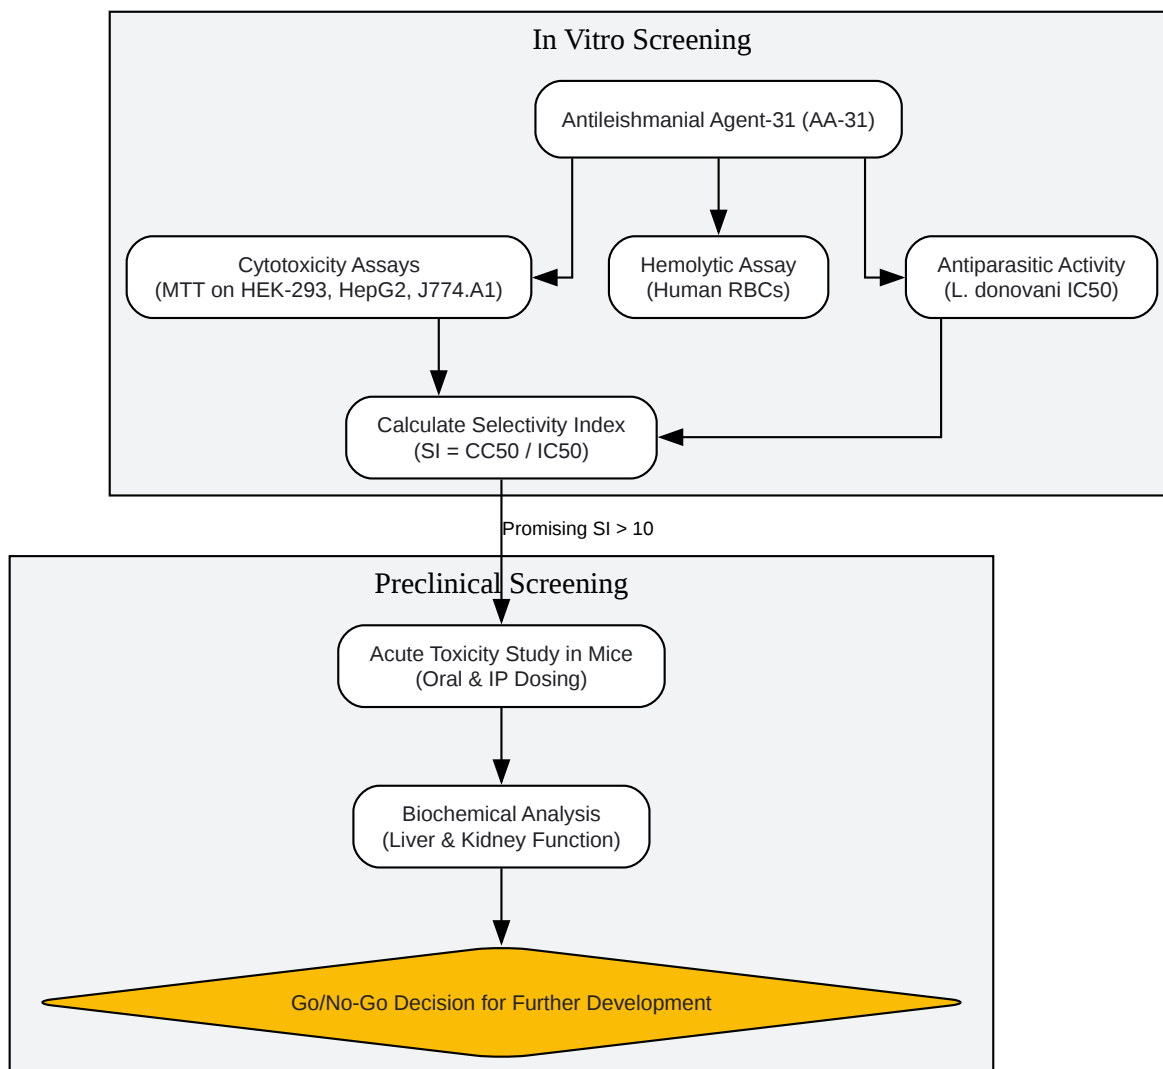 In Vitro Screening
Antileishmanial Agent-31 (AA-31)
Cytotoxicity Assays
(MTT on HEK-293, HepG2, J774.A1)
Hemolytic Assay
(Human RBCs)
Antiparasitic Activity
(L. donovani IC50)
Calculate Selectivity Index
(SI = CC50 / IC50)
Promising SI > 10
Preclinical Screening
Acute Toxicity Study in Mice
(Oral & IP Dosing)
Biochemical Analysis
(Liver & Kidney Function)
Go/No-Go Decision for Further Development